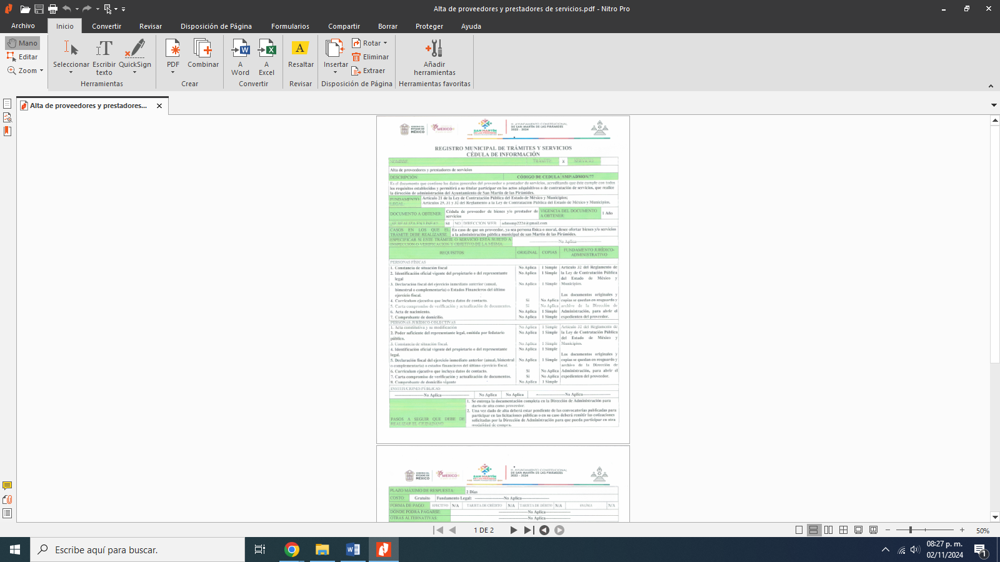 Alta de proveedores y prestadores de servicios.pdf - Nitro Pro
Archivo Inicio Convertir Revisar Disposición de Página Formularios Compartir Borrar Proteger Ayuda
Mano
Editar
Zoom
Seleccionar
Escribir texto
QuickSign
Herramientas
PDF
Combinar
Crear
A Word
A Excel
Convertir
Resaltar
Revisar
Insertar
Rotar
Eliminar
Extraer
Disposición de Página
Añadir herramientas
Herramientas favoritas
Alta de proveedores y prestadores...
ESTADO DE MÉXICO
MÉXICO
SAN MARTÍN DE LAS PIRÁMIDES
H. AYUNTAMIENTO CONSTITUCIONAL
DE SAN MARTÍN DE LAS PIRÁMIDES
2022 - 2024
REGISTRO MUNICIPAL DE TRÁMITES Y SERVICIOS
CÉDULA DE INFORMACIÓN
NOMBRE: TRÁMITE: X SERVICIO:
Alta de proveedores y prestadores de servicios
DESCRIPCIÓN: CÓDIGO DE CEDULA SMP/ADMON/77
Es el documento que contiene los datos generales del proveedor o prestador de servicios, acreditando que éste cumple con todos
los requisitos establecidos y permitirá a su titular participar en los actos adquisitivos o de contratación de servicios, que realice
la dirección de administración del Ayuntamiento de San Martín de las Pirámides.
FUNDAMENTO LEGAL: Artículo 21 de la Ley de Contratación Pública del Estado de México y Municipios;
Artículos 29, 31 y 32 del Reglamento a la Ley de Contratación Pública del Estado de México y Municipios.
DOCUMENTO A OBTENER: Cédula de proveedor de bienes y/o prestador de servicios
VIGENCIA DEL DOCUMENTO A OBTENER: 1 Año
¿SE REALIZA EN LÍNEA? SI NO DIRECCIÓN WEB admsmp2224@gmail.com
CASOS EN LOS QUE EL TRÁMITE DEBE REALIZARSE: En caso de que un proveedor, ya sea persona física o moral, desee ofertar bienes y/o servicios
a la administración pública municipal de san Martín de las Pirámides.
ESPECIFICAR SI ESTE TRÁMITE O SERVICIO ESTA SUJETO A
INSPECCIÓN O VERIFICACIÓN Y OBJETIVO DE LA MISMA: No Aplica
REQUISITOS: ORIGINAL COPIAS FUNDAMENTO JURÍDICO-ADMINISTRATIVO
PERSONAS FÍSICAS
1. Constancia de situación fiscal No Aplica 1 Simple
2. Identificación oficial vigente del propietario o del representante legal No Aplica 1 Simple
3. Declaración fiscal del ejercicio inmediato anterior (anual, bimestral o complementaria) o Estados Financieros del último ejercicio fiscal. No Aplica 1 Simple
4. Curriculum ejecutivo que incluya datos de contacto. Si No Aplica
5. Carta compromiso de verificación y actualización de documentos. Si No Aplica
6. Acta de nacimiento. No Aplica 1 Simple
7. Comprobante de domicilio. No Aplica 1 Simple
Artículo 32 del Reglamento de la Ley de Contratación Pública del Estado de México y Municipios.
Los documentos originales y copias se quedan en resguardo y archivo de la Dirección de Administración, para abrir el expedienten del proveedor.
PERSONAS JURÍDICO COLECTIVAS
1. Acta constitutiva y su modificación No Aplica 1 Simple
2. Poder suficiente del representante legal, emitida por fedatario público. No Aplica 1 Simple
3. Constancia de situación fiscal. No Aplica 1 Simple
4. Identificación oficial vigente del propietario o del representante legal. No Aplica 1 Simple
5. Declaración fiscal del ejercicio inmediato anterior (anual, bimestral o complementaria) o estados financieros del último ejercicio fiscal. No Aplica 1 Simple
6. Curriculum ejecutivo que incluya datos de contacto. Si No Aplica
7. Carta compromiso de verificación y actualización de documentos. Si No Aplica
8. Comprobante de domicilio vigente No Aplica 1 Simple
Artículo 32 del Reglamento de la Ley de Contratación Pública del Estado de México y Municipios.
Los documentos originales y copias se quedan en resguardo y archivo de la Dirección de Administración, para abrir el expedienten del proveedor.
INSTITUCIONES PÚBLICAS
No Aplica No Aplica No Aplica No Aplica
PASOS A SEGUIR QUE DEBE DE REALIZAR EL CIUDADANO
1. Se entrega la documentación completa en la Dirección de Administración para
darlo de alta como proveedor.
2. Una vez dado de alta deberá estar pendiente de las convocatorias publicadas para
participar en las licitaciones públicas o en su caso deberá remitir las cotizaciones
solicitadas por la Dirección de Administración para que pueda participar en otra
modalidad de compra.
ESTADO DE MÉXICO
MÉXICO
SAN MARTÍN DE LAS PIRÁMIDES
H. AYUNTAMIENTO CONSTITUCIONAL
DE SAN MARTÍN DE LAS PIRÁMIDES
2022 - 2024
PLAZO MÁXIMO DE RESPUESTA: 2 Días
COSTO: Gratuito Fundamento Legal: No Aplica
FORMA DE PAGO: EFECTIVO N/A TARJETA DE CRÉDITO N/A TARJETA DE DÉBITO N/A EN LÍNEA N/A
DÓNDE PODRÁ PAGARSE: No Aplica
OTRAS ALTERNATIVAS: No Aplica
1 DE 2
50%
Escribe aquí para buscar.
08:27 p. m.
02/11/2024
1